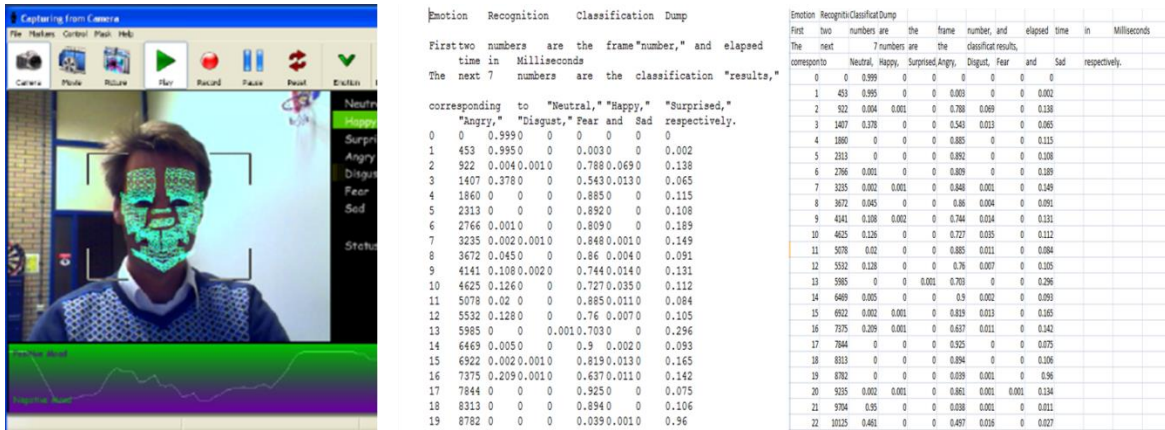 Capturing from Camera
File Markers Control Mask Help
Camera Movie Picture Play Record Pause Reset Emotion
Neutra
Happy
Surpri
Angry
Disgus
Fear
Sad
Status
Positive Mood
Negative Mood
Emotion Recognition Classification Dump
First two numbers are the frame "number," and elapsed
time in Milliseconds
The next 7 numbers are the classification "results,"
corresponding to "Neutral," "Happy," "Surprised,"
"Angry," "Disgust," Fear and Sad respectively.
0 0 0.999 0 0 0 0 0 0
1 453 0.995 0 0 0.003 0 0 0.002
2 922 0.004 0.001 0 0.788 0.069 0 0.138
3 1407 0.378 0 0 0.543 0.013 0 0.065
4 1860 0 0 0 0.885 0 0 0.115
5 2313 0 0 0 0.892 0 0 0.108
6 2766 0.001 0 0 0.809 0 0 0.189
7 3235 0.002 0.001 0 0.848 0.001 0 0.149
8 3672 0.045 0 0 0.86 0.004 0 0.091
9 4141 0.108 0.002 0 0.744 0.014 0 0.131
10 4625 0.126 0 0 0.727 0.035 0 0.112
11 5078 0.02 0 0 0.885 0.011 0 0.084
12 5532 0.128 0 0 0.76 0.007 0 0.105
13 5985 0 0 0.001 0.703 0 0 0.296
14 6469 0.005 0 0 0.9 0.002 0 0.093
15 6922 0.002 0.001 0 0.819 0.013 0 0.165
16 7375 0.209 0.001 0 0.637 0.011 0 0.142
17 7844 0 0 0 0.925 0 0 0.075
18 8313 0 0 0 0.894 0 0 0.106
19 8782 0 0 0 0.039 0.001 0 0.96
Emotion Recognitic Classificat Dump
First two numbers are the frame number, and elapsed time in Milliseconds
The next 7 numbers are the classificat results,
correspon to Neutral, Happy, Surprised, Angry, Disgust, Fear and Sad respectively.
0 0 0.999 0 0 0 0 0 0
1 453 0.995 0 0 0.003 0 0 0.002
2 922 0.004 0.001 0 0.788 0.069 0 0.138
3 1407 0.378 0 0 0.543 0.013 0 0.065
4 1860 0 0 0 0.885 0 0 0.115
5 2313 0 0 0 0.892 0 0 0.108
6 2766 0.001 0 0 0.809 0 0 0.189
7 3235 0.002 0.001 0 0.848 0.001 0 0.149
8 3672 0.045 0 0 0.86 0.004 0 0.091
9 4141 0.108 0.002 0 0.744 0.014 0 0.131
10 4625 0.126 0 0 0.727 0.035 0 0.112
11 5078 0.02 0 0 0.885 0.011 0 0.084
12 5532 0.128 0 0 0.76 0.007 0 0.105
13 5985 0 0 0.001 0.703 0 0 0.296
14 6469 0.005 0 0 0.9 0.002 0 0.093
15 6922 0.002 0.001 0 0.819 0.013 0 0.165
16 7375 0.209 0.001 0 0.637 0.011 0 0.142
17 7844 0 0 0 0.925 0 0 0.075
18 8313 0 0 0 0.894 0 0 0.106
19 8782 0 0 0 0.039 0.001 0 0.96
20 9235 0.002 0.001 0 0.861 0.001 0.001 0.134
21 9704 0.95 0 0 0.038 0.001 0 0.011
22 10125 0.461 0 0 0.497 0.016 0 0.027